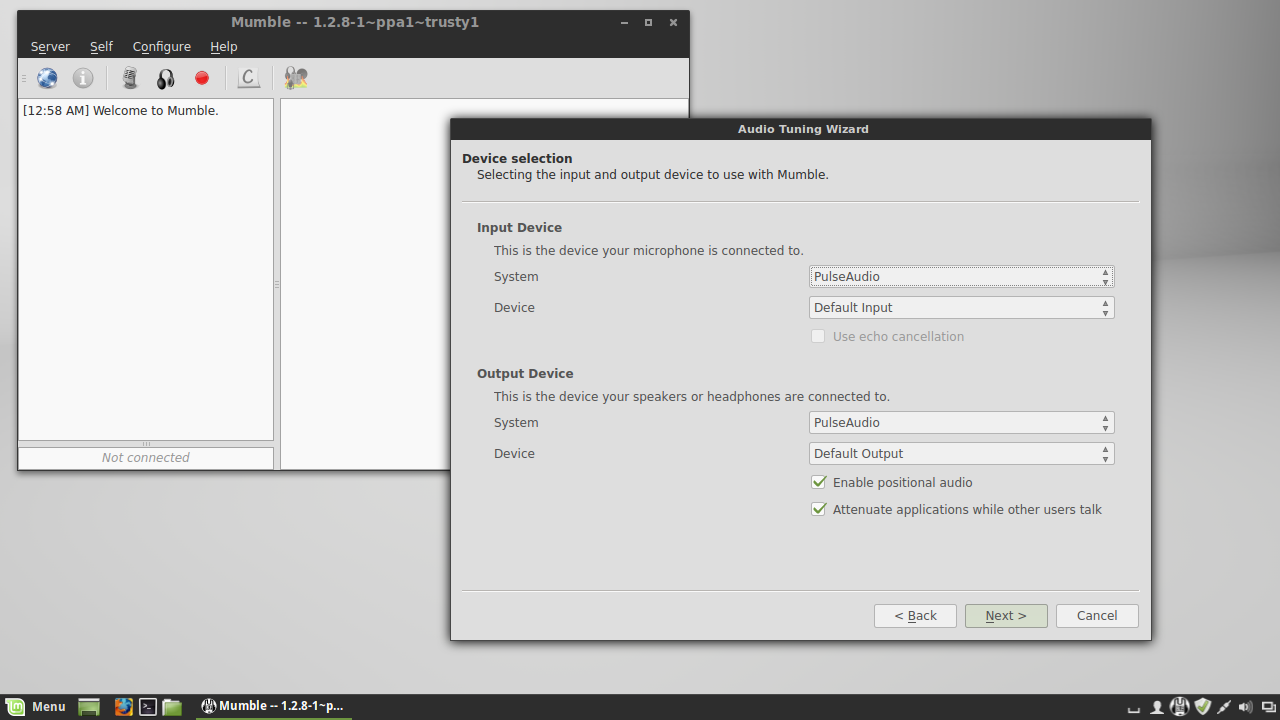 Mumble -- 1.2.8-1~ppa1~trusty1
Server Self Configure Help
C
[12:58 AM] Welcome to Mumble.
Not connected
Audio Tuning Wizard
Device selection
Selecting the input and output device to use with Mumble.
Input Device
This is the device your microphone is connected to.
System PulseAudio
Device Default Input
Use echo cancellation
Output Device
This is the device your speakers or headphones are connected to.
System PulseAudio
Device Default Output
Enable positional audio
Attenuate applications while other users talk
< Back Next > Cancel
Menu Mumble -- 1.2.8-1~p...